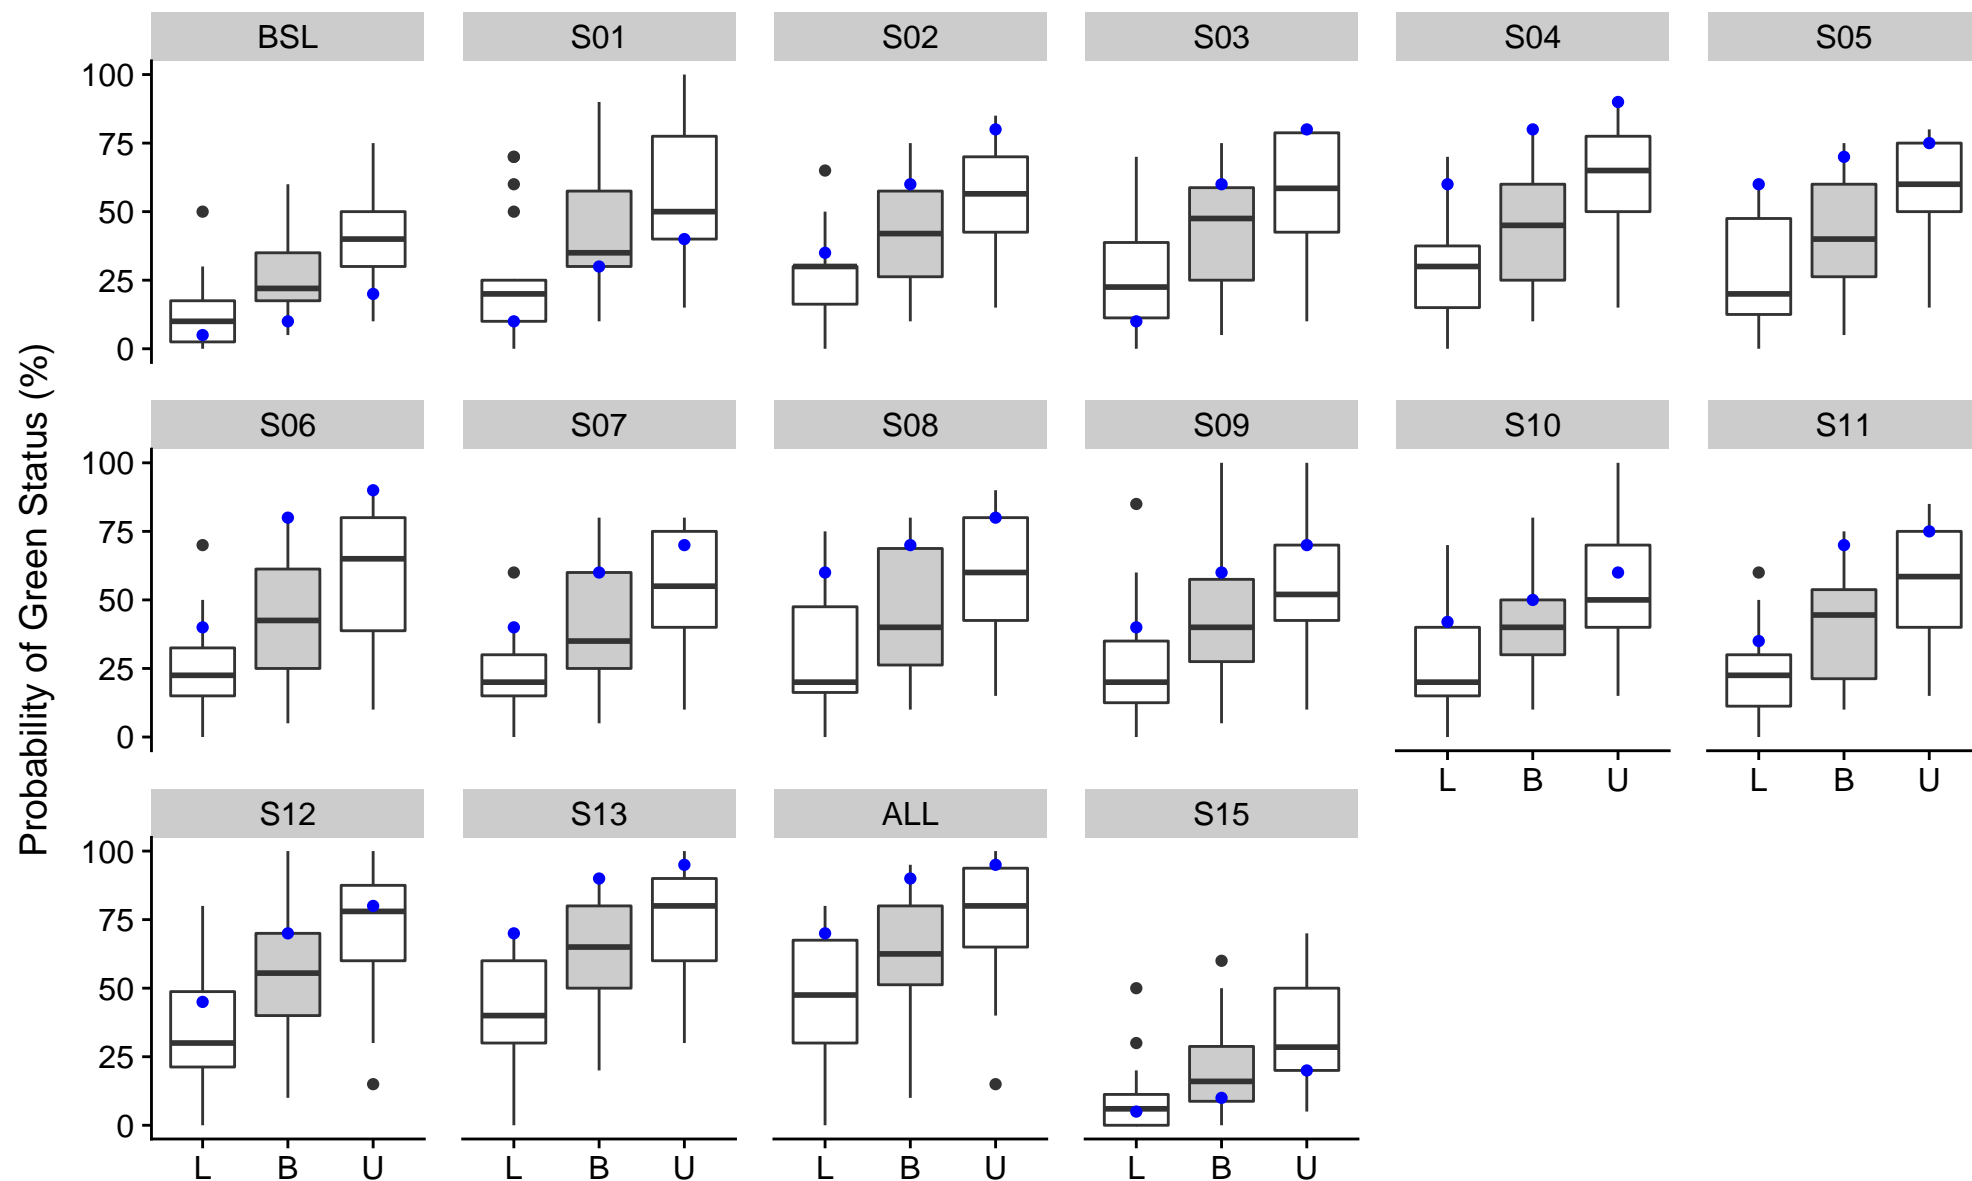 BSL S01 S02 S03 S04 S05
100
75
50
25
0
Probability of Green Status (%)
S06 S07 S08 S09 S10 S11
100
75
50
25
0
L B U L B U
S12 S13 ALL S15
100
75
50
25
0
L B U L B U L B U L B U